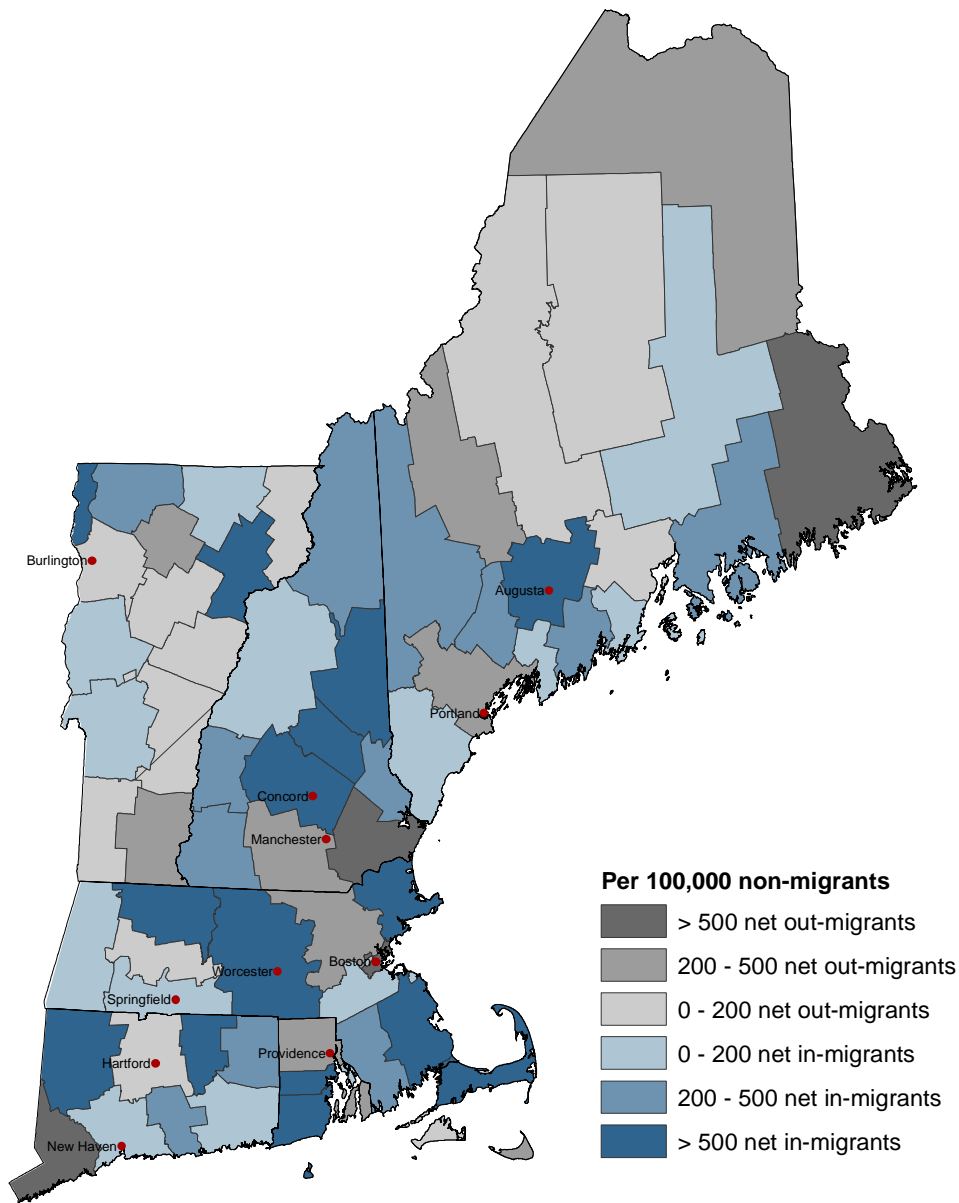 Burlington
Augusta
Portland
Concord
Manchester
Boston
Worcester
Springfield
Providence
Hartford
New Haven
Per 100,000 non-migrants
> 500 net out-migrants
200 - 500 net out-migrants
0 - 200 net out-migrants
0 - 200 net in-migrants
200 - 500 net in-migrants
> 500 net in-migrants